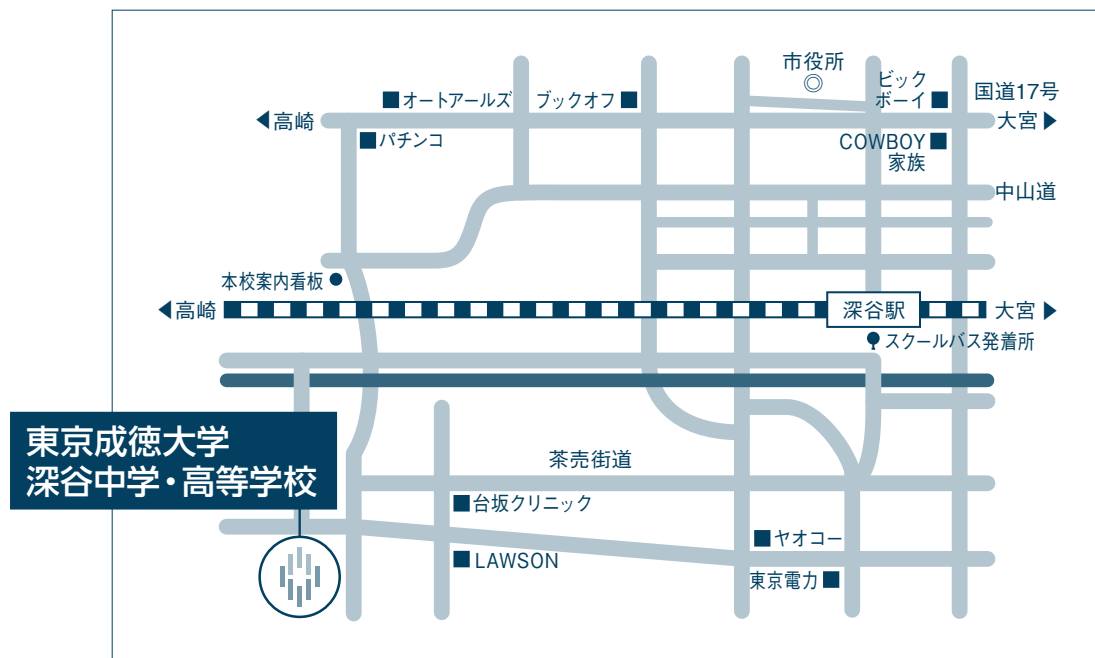 市役所
◎
ビック
ボーイ
国道17号
オートアールズ
ブックオフ
高崎
大宮
パチンコ
COWBOY
家族
中山道
本校案内看板
高崎
深谷駅
大宮
スクールバス発着所
東京成徳大学
深谷中学・高等学校
茶売街道
台坂クリニック
LAWSON
ヤオコー
東京電力